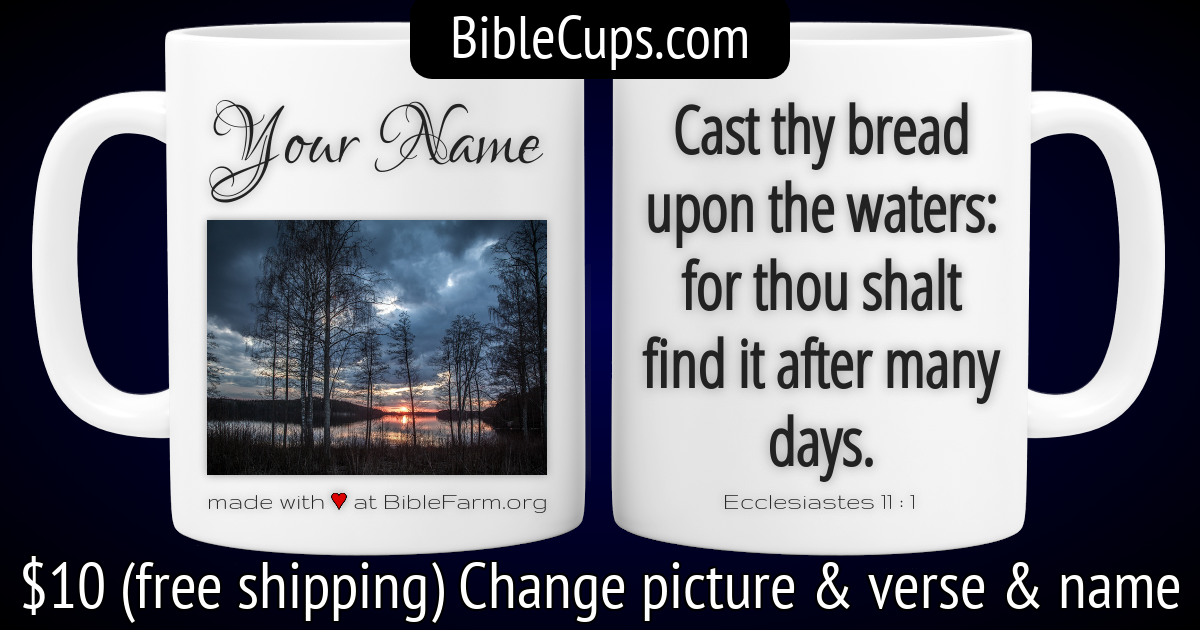 BibleCups.com
Your Name
made with ♥ at BibleFarm.org
Cast thy bread
upon the waters:
for thou shalt
find it after many
days.
Ecclesiastes 11 : 1
$10 (free shipping) Change picture & verse & name